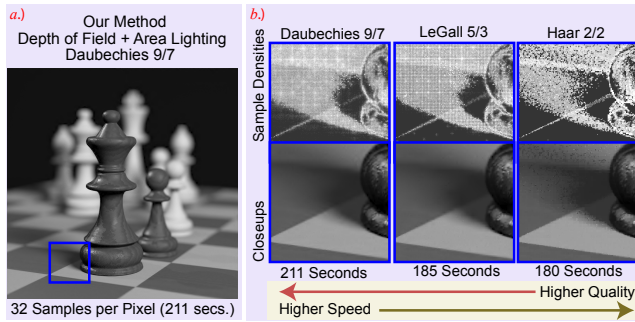 a.)
Our Method
Depth of Field + Area Lighting
Daubechies 9/7
32 Samples per Pixel (211 secs.)
b.)
Daubechies 9/7
LeGall 5/3
Haar 2/2
Sample Densities
Closeups
211 Seconds
185 Seconds
180 Seconds
Higher Quality
Higher Speed